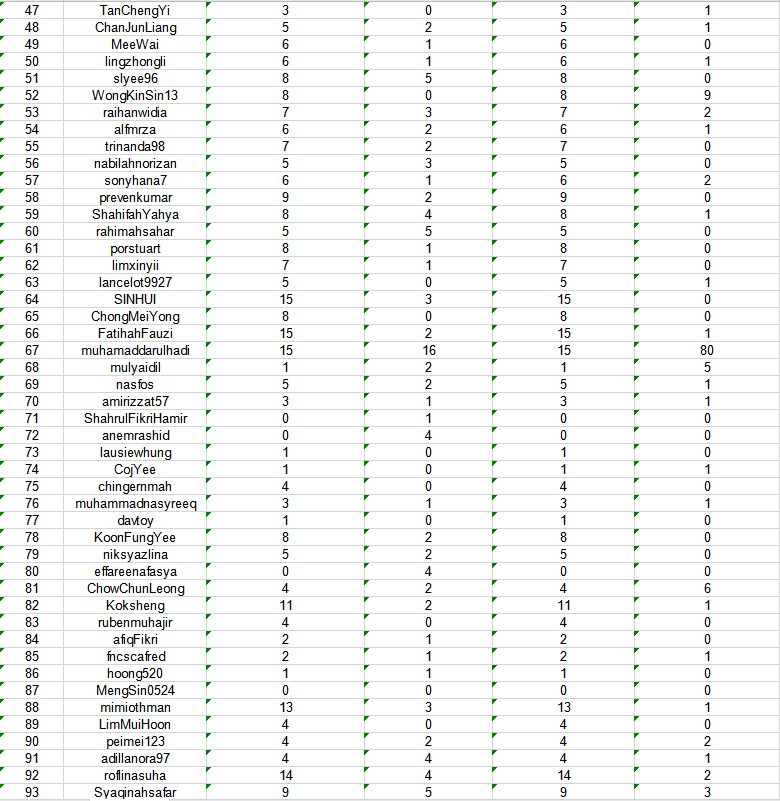 47 TanChengYi 3 0 3 1
48 ChanJunLiang 5 2 5 1
49 MeeWai 6 1 6 0
50 lingzhongli 6 1 6 1
51 slyee96 8 5 8 0
52 WongKinSin13 8 0 8 9
53 raihanwidia 7 3 7 2
54 alfmrza 6 2 6 1
55 trinanda98 7 2 7 0
56 nabilahnorizan 5 3 5 0
57 sonyhana7 6 1 6 2
58 prevenkumar 9 2 9 0
59 ShahifahYahya 8 4 8 1
60 rahimahsahar 5 5 5 0
61 porstuart 8 1 8 0
62 limxinyii 7 1 7 0
63 lancelot9927 5 0 5 1
64 SINHUI 15 3 15 0
65 ChongMeiYong 8 0 8 0
66 FatihahFauzi 15 2 15 1
67 muhamaddarulhadi 15 16 15 80
68 mulyaidil 1 2 1 5
69 nasfos 5 2 5 1
70 amirizzat57 3 1 3 1
71 ShahrulFikriHamir 0 1 0 0
72 anemrashid 0 4 0 0
73 lausiewhung 1 0 1 0
74 CojYee 1 0 1 1
75 chingernmah 4 0 4 0
76 muhammadnasyreeq 3 1 3 1
77 davtoy 1 0 1 0
78 KoonFungYee 8 2 8 0
79 niksyazlina 5 2 5 0
80 effareenafasya 0 4 0 0
81 ChowChunLeong 4 2 4 6
82 Koksheng 11 2 11 1
83 rubenmuhajir 4 0 4 0
84 afiqFikri 2 1 2 0
85 fncscafred 2 1 2 1
86 hoong520 1 1 1 0
87 MengSin0524 0 0 0 0
88 mimiothman 13 3 13 1
89 LimMuiHoon 4 0 4 0
90 peimei123 4 2 4 2
91 adillanora97 4 4 4 1
92 roflinasuha 14 4 14 2
93 Syaqinahsafar 9 5 9 3